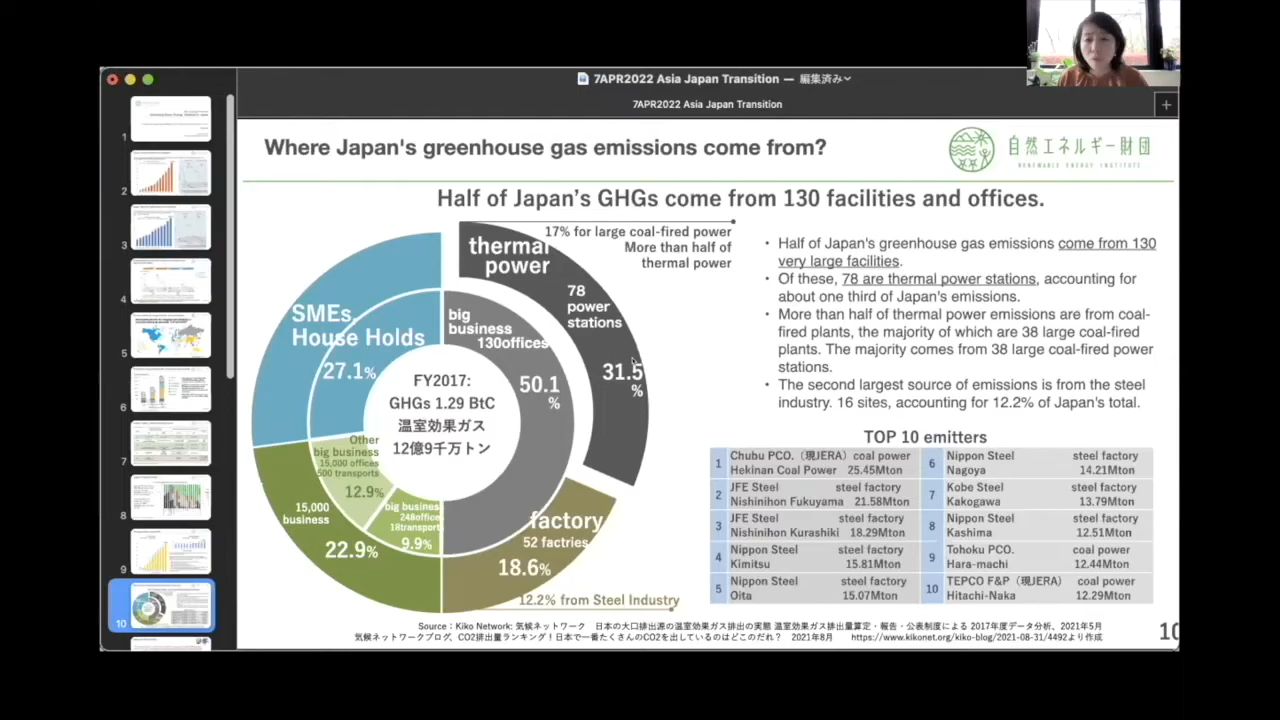 7APR2022 Asia Japan Transition — 編集済み
7APR2022 Asia Japan Transition
1
2
3
4
5
6
7
8
9
10
Where Japan's greenhouse gas emissions come from?
自然エネルギー財団
RENEWABLE ENERGY INSTITUTE
Half of Japan's GHGs come from 130 facilities and offices.
17% for large coal-fired power
More than half of
thermal power
thermal
power
78
power
stations
31.5
%
SMEs,
House Holds
27.1%
big
business
130offices
50.1
%
FY2017:
GHGs 1.29 BtC
温室効果ガス
12億9千万トン
Other
big business
15,000 offices
500 transports
12.9%
big business
248offices
18transport
9.9%
15,000
business
22.9%
factory
52 factries
18.6%
12.2% from Steel Industry
• Half of Japan's greenhouse gas emissions come from 130
very large facilities.
• Of these, 78 are thermal power stations, accounting for
about one third of Japan's emissions.
• More than half of thermal power emissions are from coal-
fired plants, the majority of which are 38 large coal-fired
plants. The majority comes from 38 large coal-fired power
stations.
• The second largest source of emissions is from the steel
industry, 16 sites, accounting for 12.2% of Japan's total.
TOP 10 emitters
1 Chubu PCO.（現JERA）coal power
Hekinan Coal Power 25.45Mton
2 JFE Steel steel factory
Nishinihon Fukuyama 21.58Mton
3 JFE Steel steel factory
Nishinihon Kurashiki 18.29Mton
4 Nippon Steel steel factory
Kimitsu 15.81Mton
5 Nippon Steel steel factory
Oita 15.07Mton
6 Nippon Steel steel factory
Nagoya 14.21Mton
7 Kobe Steel steel factory
Kakogawa 13.79Mton
8 Nippon Steel steel factory
Kashima 12.51Mton
9 Tohoku PCO. coal power
Hara-machi 12.44Mton
10 TEPCO F&P（現JERA） coal power
Hitachi-Naka 12.29Mton
Source : Kiko Network: 気候ネットワーク 日本の大口排出源の温室効果ガス排出の実態 温室効果ガス排出量算定・報告・公表制度による 2017年度データ分析、2021年5月
気候ネットワークブログ、CO2排出量ランキング！日本で一番たくさんのCO2を出しているのはどこのだれ？ 2021年8月 https://www.kikonet.org/kiko-blog/2021-08-31/4492より作成
10